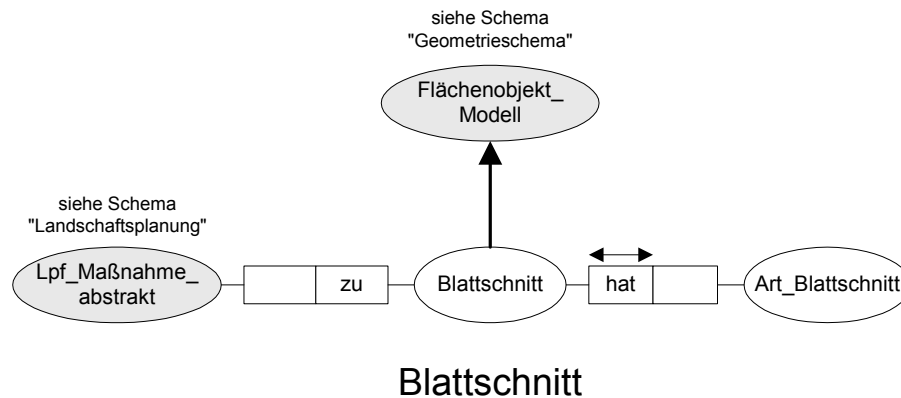 siehe Schema
"Geometrieschema"
Flächenobjekt_
Modell
siehe Schema
"Landschaftsplanung"
Lpf_Maßnahme_
abstrakt
zu
Blattschnitt
hat
Art_Blattschnitt
Blattschnitt